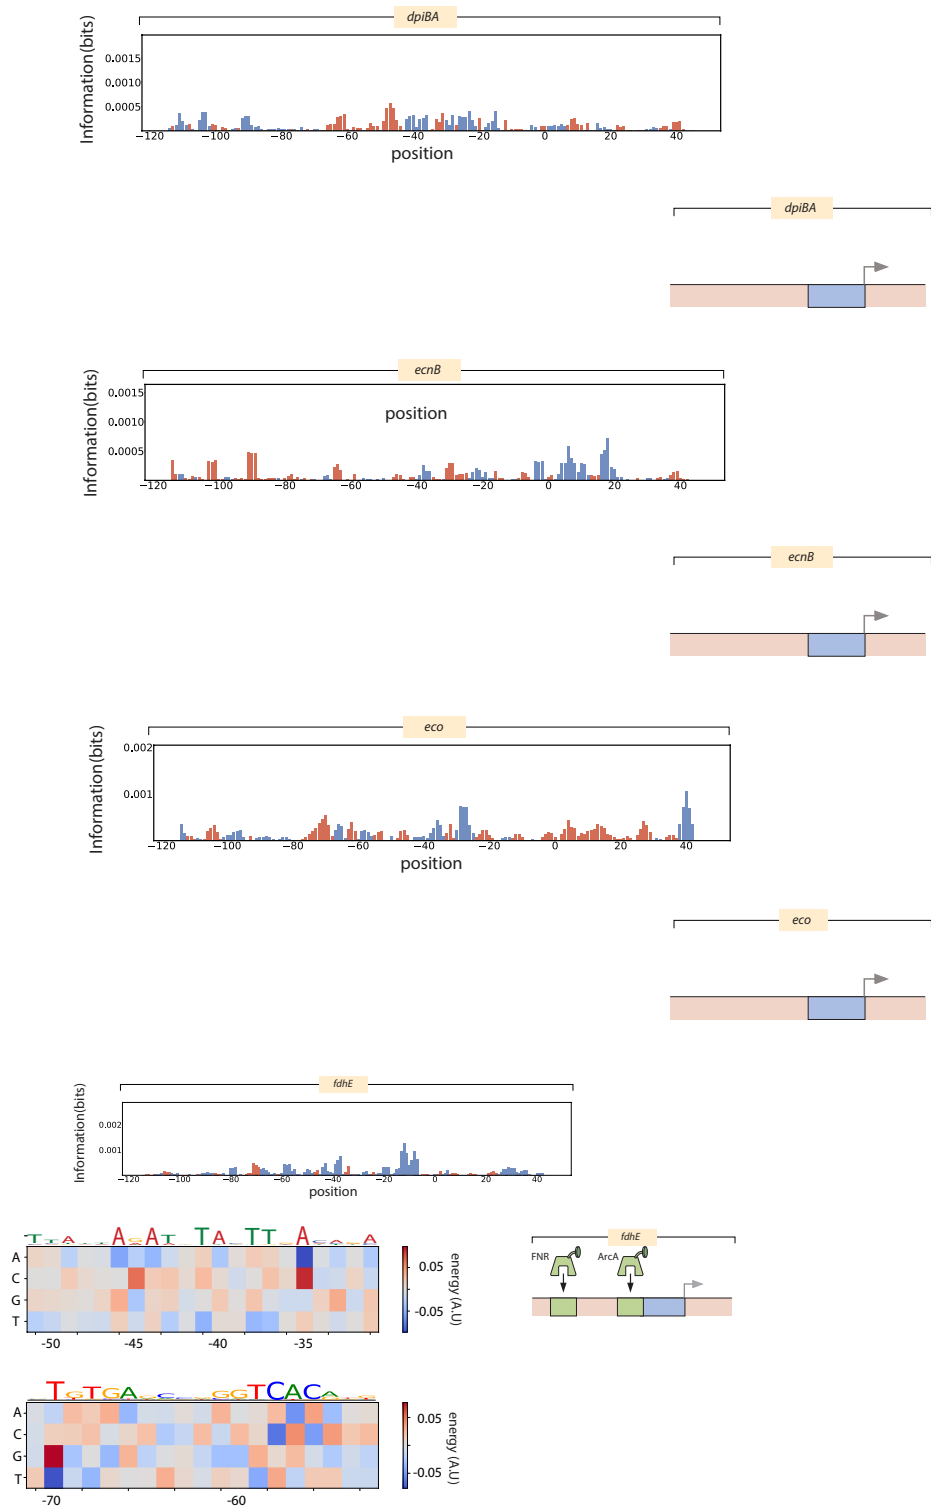 dpiBA
Information(bits)
0.0015
0.0010
0.0005
−120 −100 −80 −60 −40 −20 0 20 40
position
dpiBA
ecnB
Information(bits)
0.0015
0.0010
0.0005
position
−120 −100 −80 −60 −40 −20 0 20 40
ecnB
eco
Information(bits)
0.002
0.001
−120 −100 −80 −60 −40 −20 0 20 40
position
eco
fdhE
Information(bits)
0.002
0.001
−120 −100 −80 −60 −40 −20 0 20 40
position
A
C
G
T
-50 -45 -40 -35
0.05
-0.05
energy (A.U)
fdhE
FNR ArcA
TGTGA GGTCACA
A
C
G
T
-70 -60
0.05
-0.05
energy (A.U)